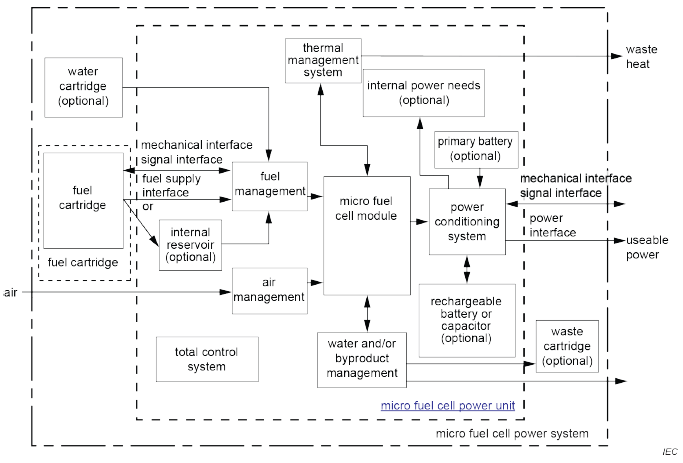 thermal
management
system
waste
heat
water
cartridge
(optional)
internal power needs
(optional)
primary battery
(optional)
mechanical interface
signal interface
fuel
cartridge
fuel cartridge
fuel supply
interface
or
fuel
management
micro fuel
cell module
power
conditioning
system
mechanical interface
signal interface
power
interface
useable
power
internal
reservoir
(optional)
air
air
management
rechargeable
battery or
capacitor
(optional)
total control
system
water and/or
byproduct
management
waste
cartridge
(optional)
micro fuel cell power unit
micro fuel cell power system
IEC